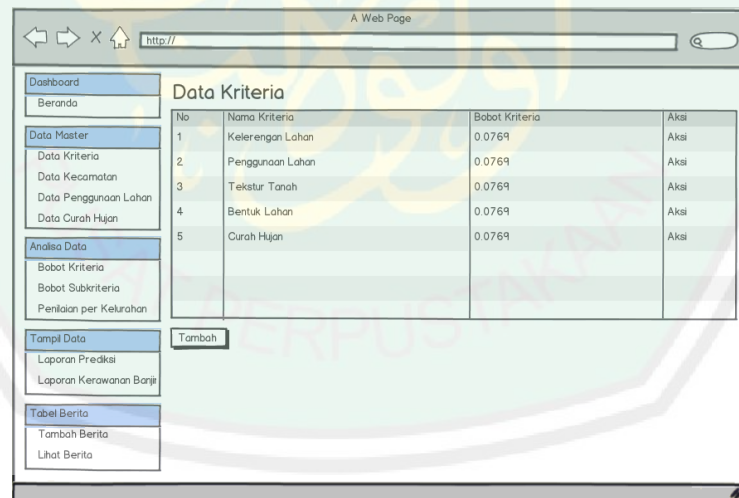 A Web Page
http://
Dashboard
Beranda
Data Master
Data Kriteria
Data Kecamatan
Data Penggunaan Lahan
Data Curah Hujan
Analisa Data
Bobot Kriteria
Bobot Subkriteria
Penilaian per Kelurahan
Tampil Data
Laporan Prediksi
Laporan Kerawanan Banjir
Tabel Berita
Tambah Berita
Lihat Berita
Data Kriteria
No Nama Kriteria Bobot Kriteria Aksi
1 Kelerengan Lahan 0.0769 Aksi
2 Penggunaan Lahan 0.0769 Aksi
3 Tekstur Tanah 0.0769 Aksi
4 Bentuk Lahan 0.0769 Aksi
5 Curah Hujan 0.0769 Aksi
Tambah
AT PERPUSTAKAAN